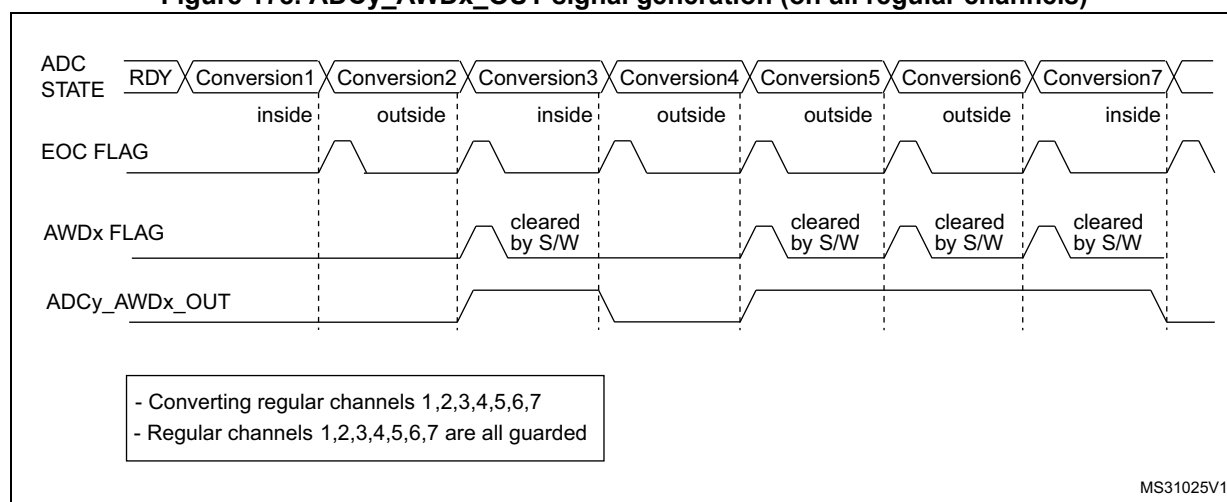 Figure 178. ADCy_AWDx_OUT signal generation (on all regular channels)
ADC
STATE
RDY Conversion1 Conversion2 Conversion3 Conversion4 Conversion5 Conversion6 Conversion7
inside outside inside outside outside outside inside
EOC FLAG
AWDx FLAG
cleared
by S/W
cleared
by S/W
cleared
by S/W
cleared
by S/W
ADCy_AWDx_OUT
- Converting regular channels 1,2,3,4,5,6,7
- Regular channels 1,2,3,4,5,6,7 are all guarded
MS31025V1